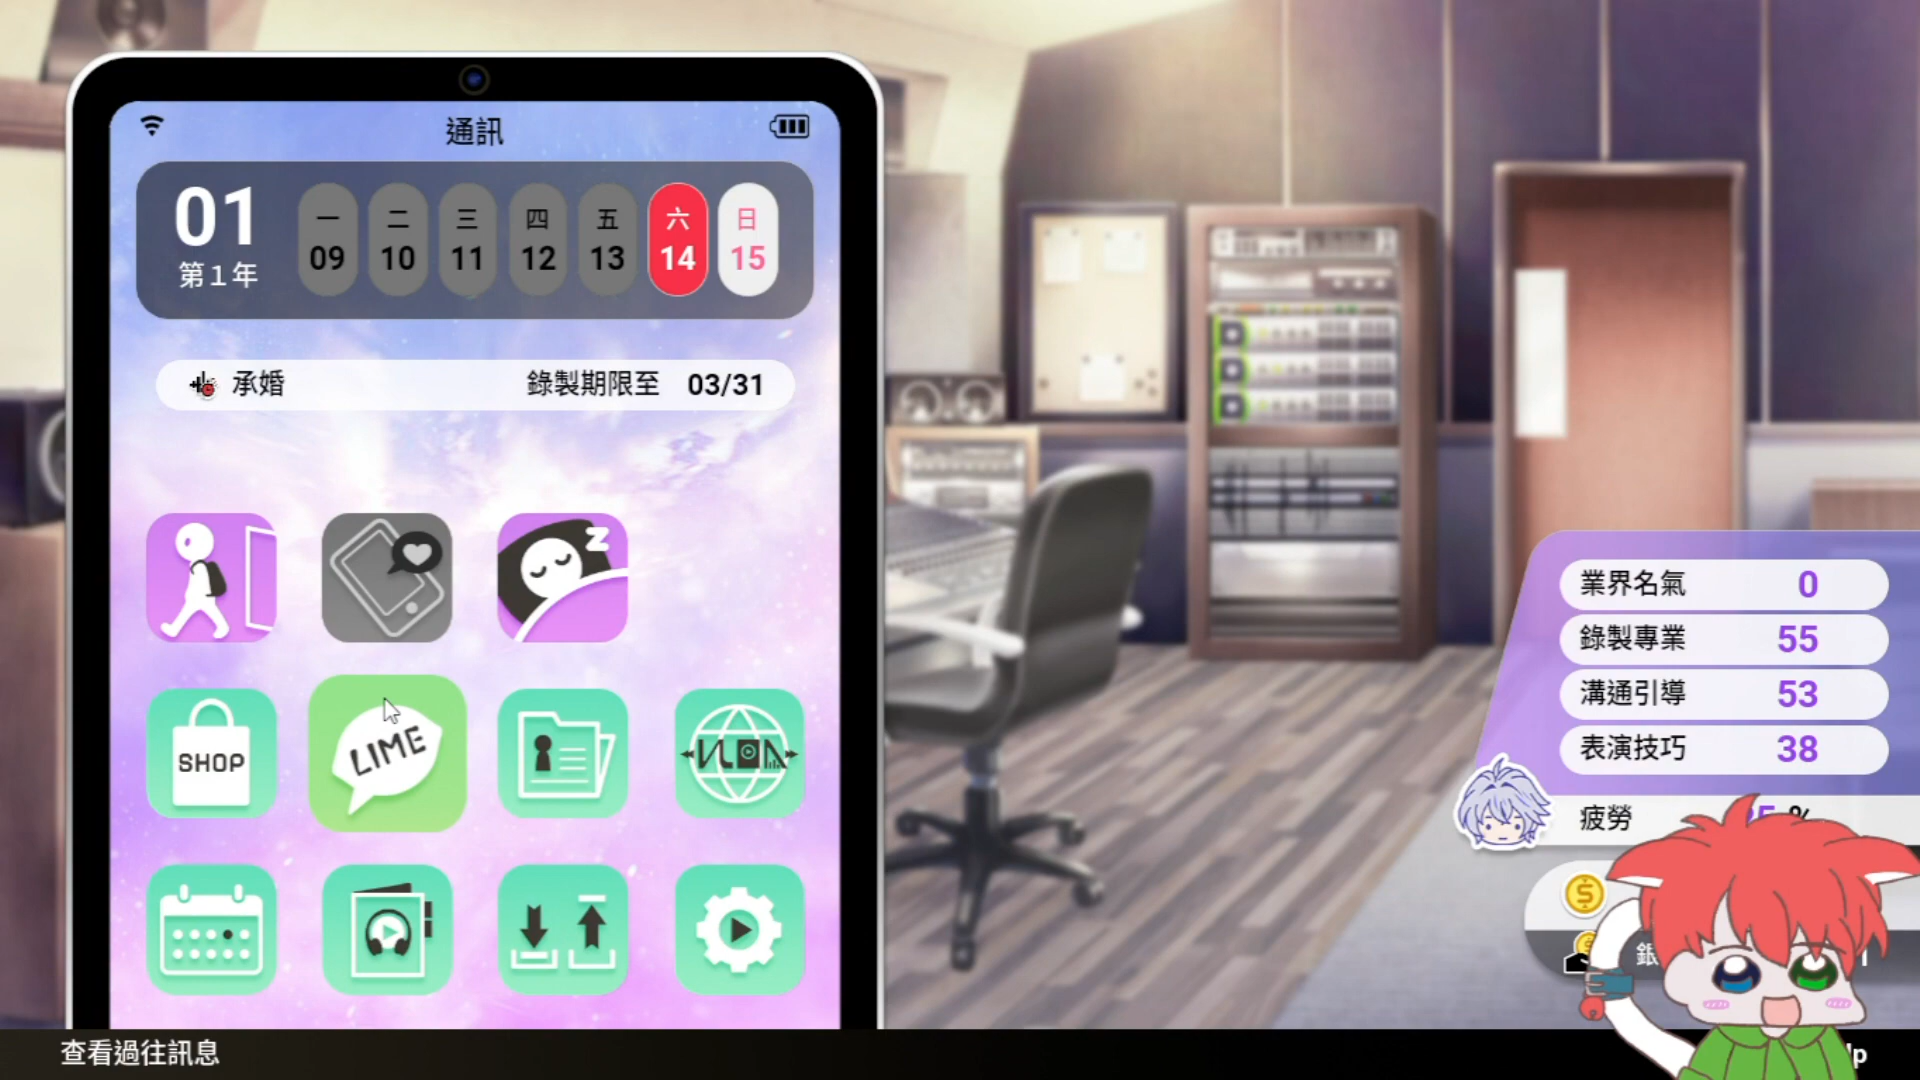 通訊
01
第1年
一 二 三 四 五 六 日
09 10 11 12 13 14 15
承婚 錄製期限至 03/31
Z
SHOP
LIME
業界名氣 0
錄製專業 55
溝通引導 53
表演技巧 38
疲勞 %
銀
查看過往訊息